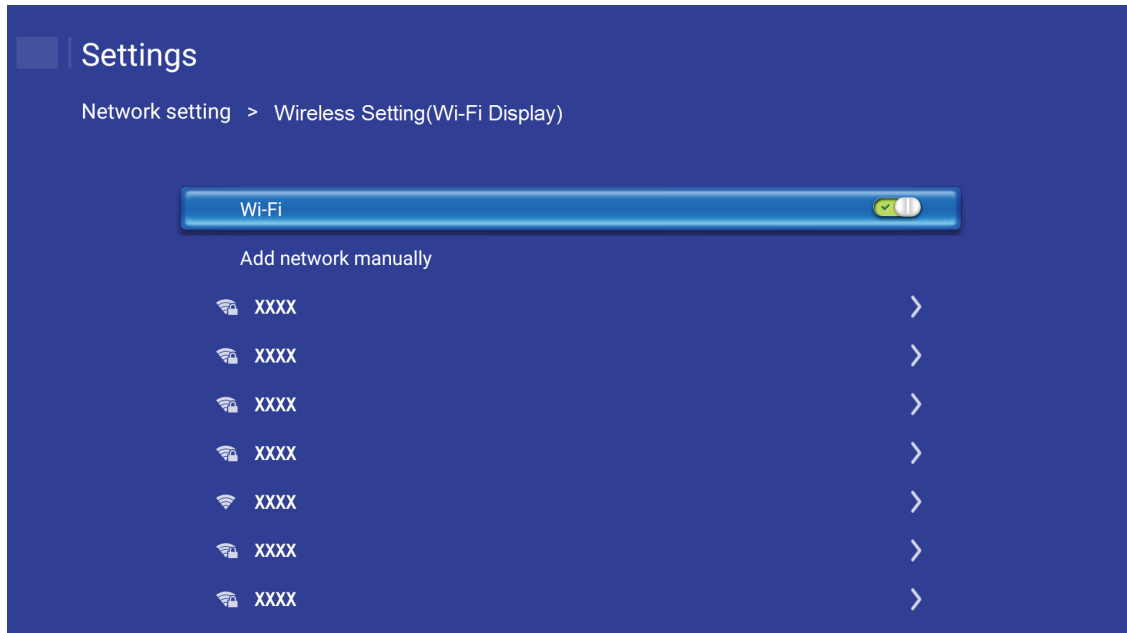 Settings
Network setting > Wireless Setting(Wi-Fi Display)
Wi-Fi
Add network manually
XXXX
XXXX
XXXX
XXXX
XXXX
XXXX
XXXX